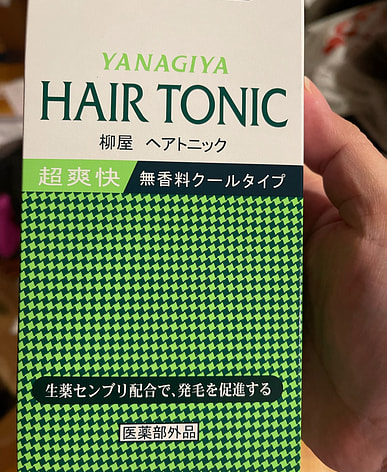 YANAGIYA
HAIR TONIC
柳屋 ヘアトニック
超爽快 無香料クールタイプ
生薬センブリ配合で、発毛を促進する
医薬部外品